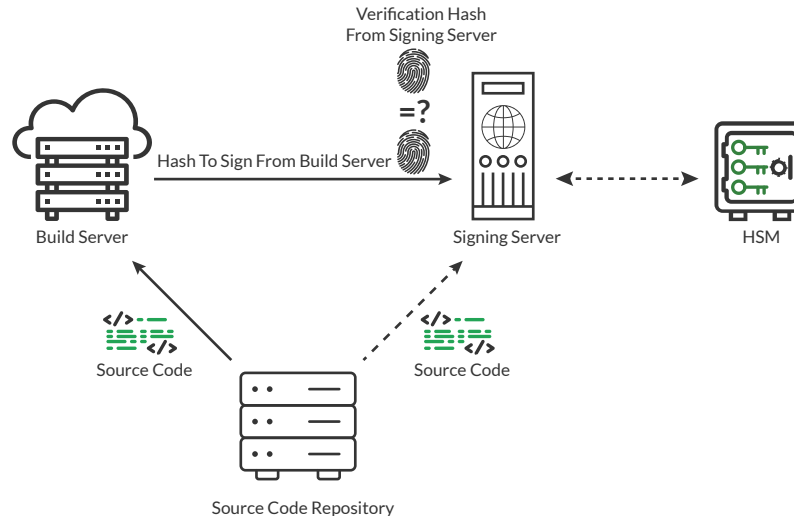 Verification Hash
From Signing Server
=?
Hash To Sign From Build Server
Build Server
Signing Server
HSM
</>
</>
Source Code
</>
</>
Source Code
Source Code Repository